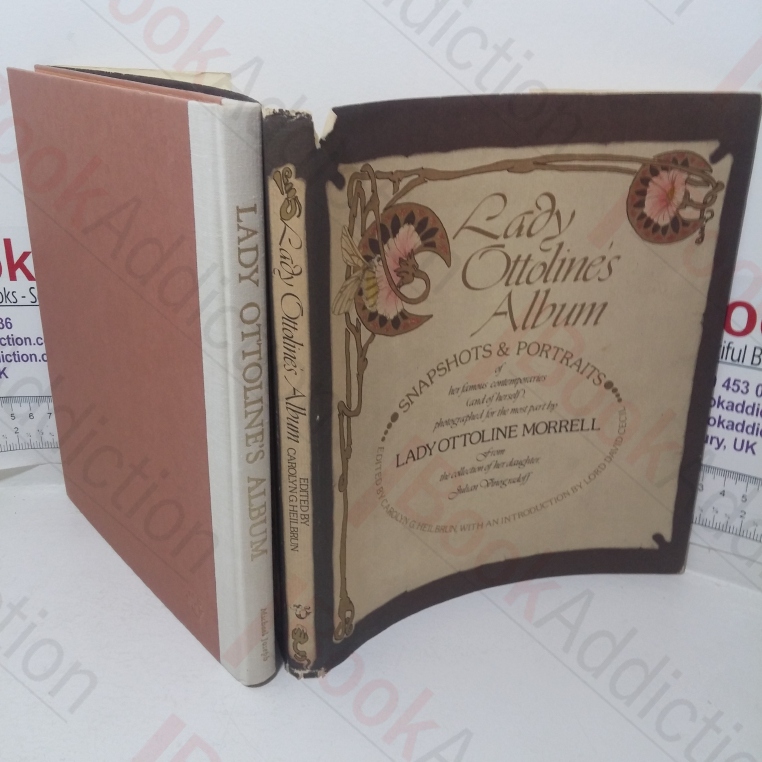 LADY OTTOLINE'S ALBUM
Michael Joseph
Lady Ottoline's Album
EDITED BY
CAROLYN G HEILBRUN
Lady
Ottoline's
Album
SNAPSHOTS & PORTRAITS
of
her famous contemporaries
(and of herself)
photographed for the most part by
LADY OTTOLINE MORRELL
From
the collection of her daughter
Julian Vinogradoff
EDITED BY CAROLYN G. HEILBRUN, WITH AN INTRODUCTION BY LORD DAVID CECIL
BookAddiction